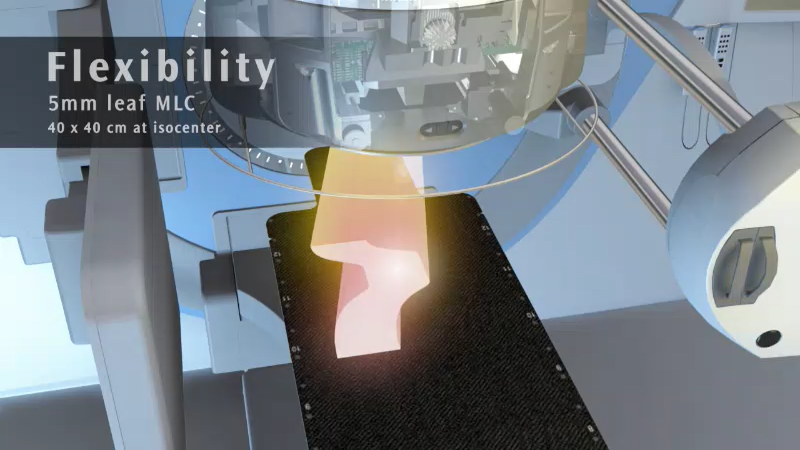 Flexibility
5mm leaf MLC
40 x 40 cm at isocenter